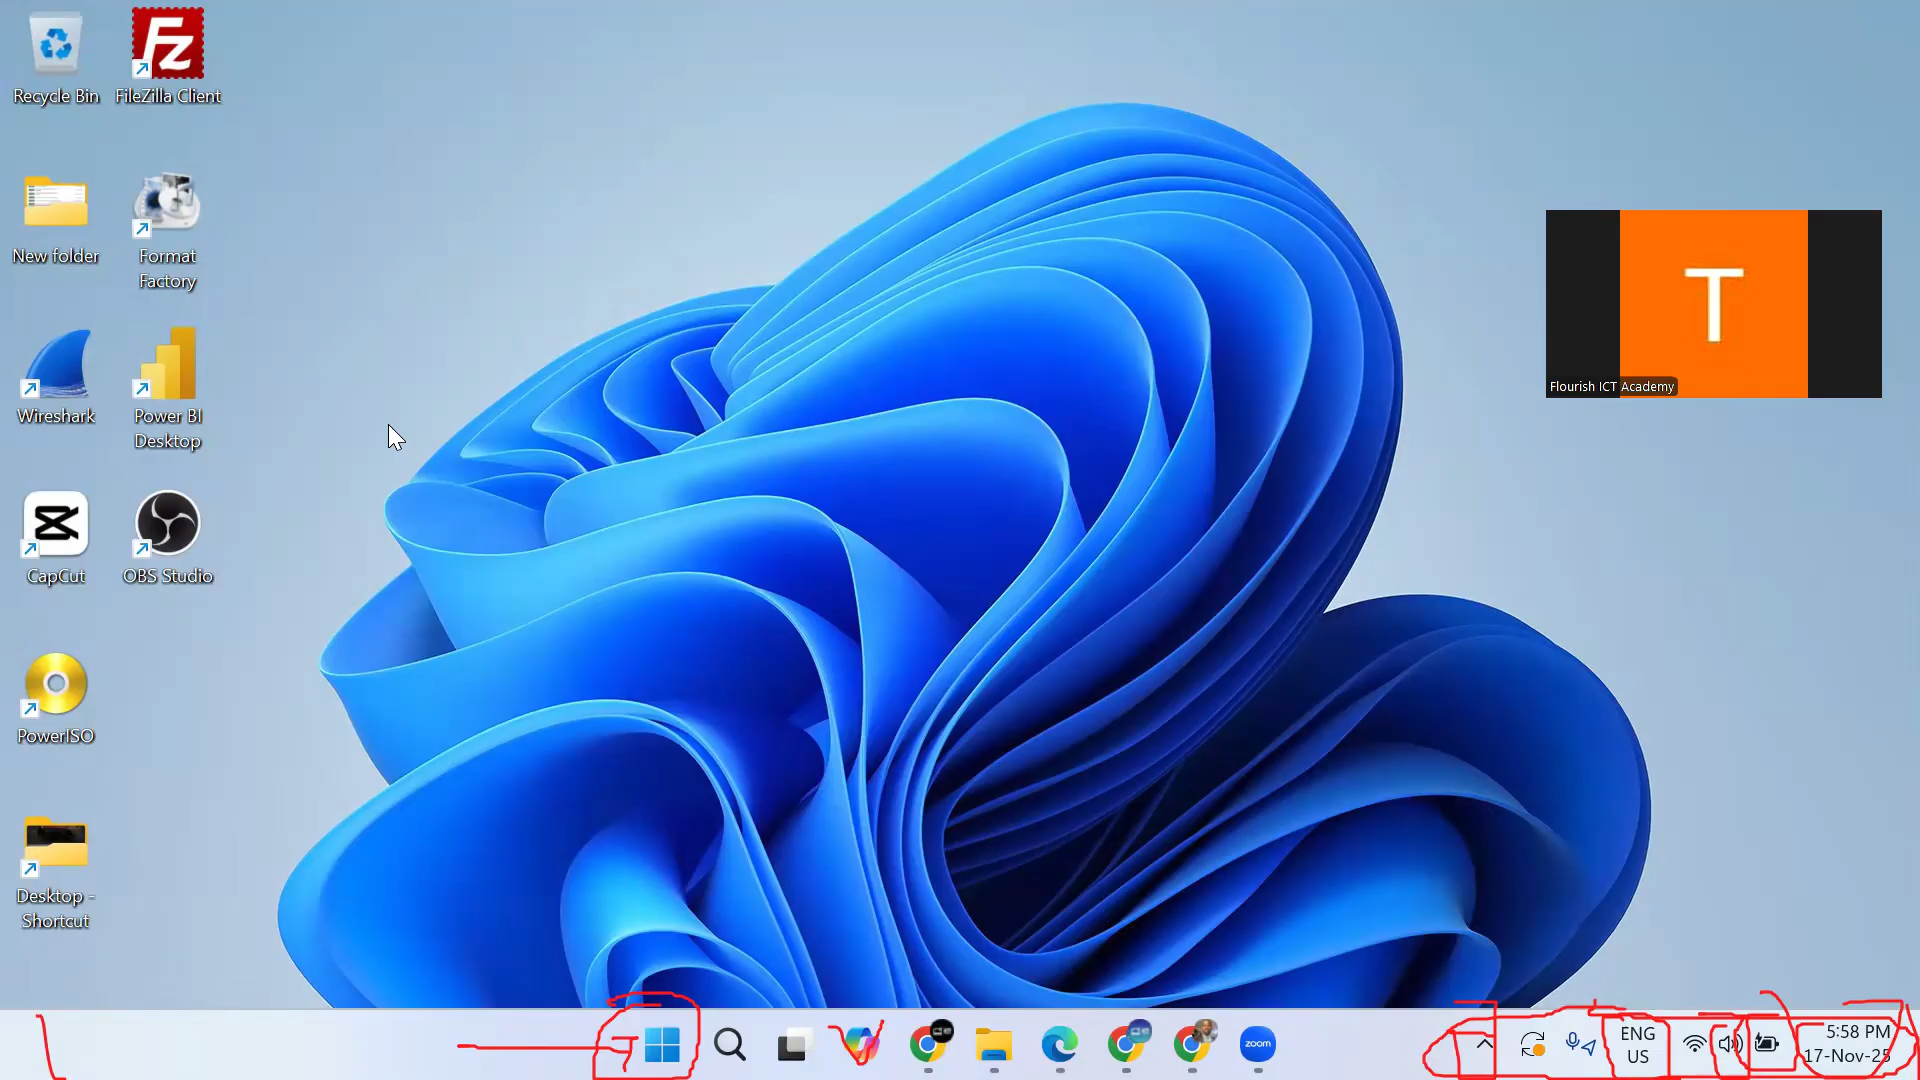 Recycle Bin
FileZilla Client
New folder
Format
Factory
Wireshark
Power BI
Desktop
CapCut
OBS Studio
PowerISO
Desktop -
Shortcut
T
Flourish ICT Academy
zoom
ENG
US
5:58 PM
17-Nov-25